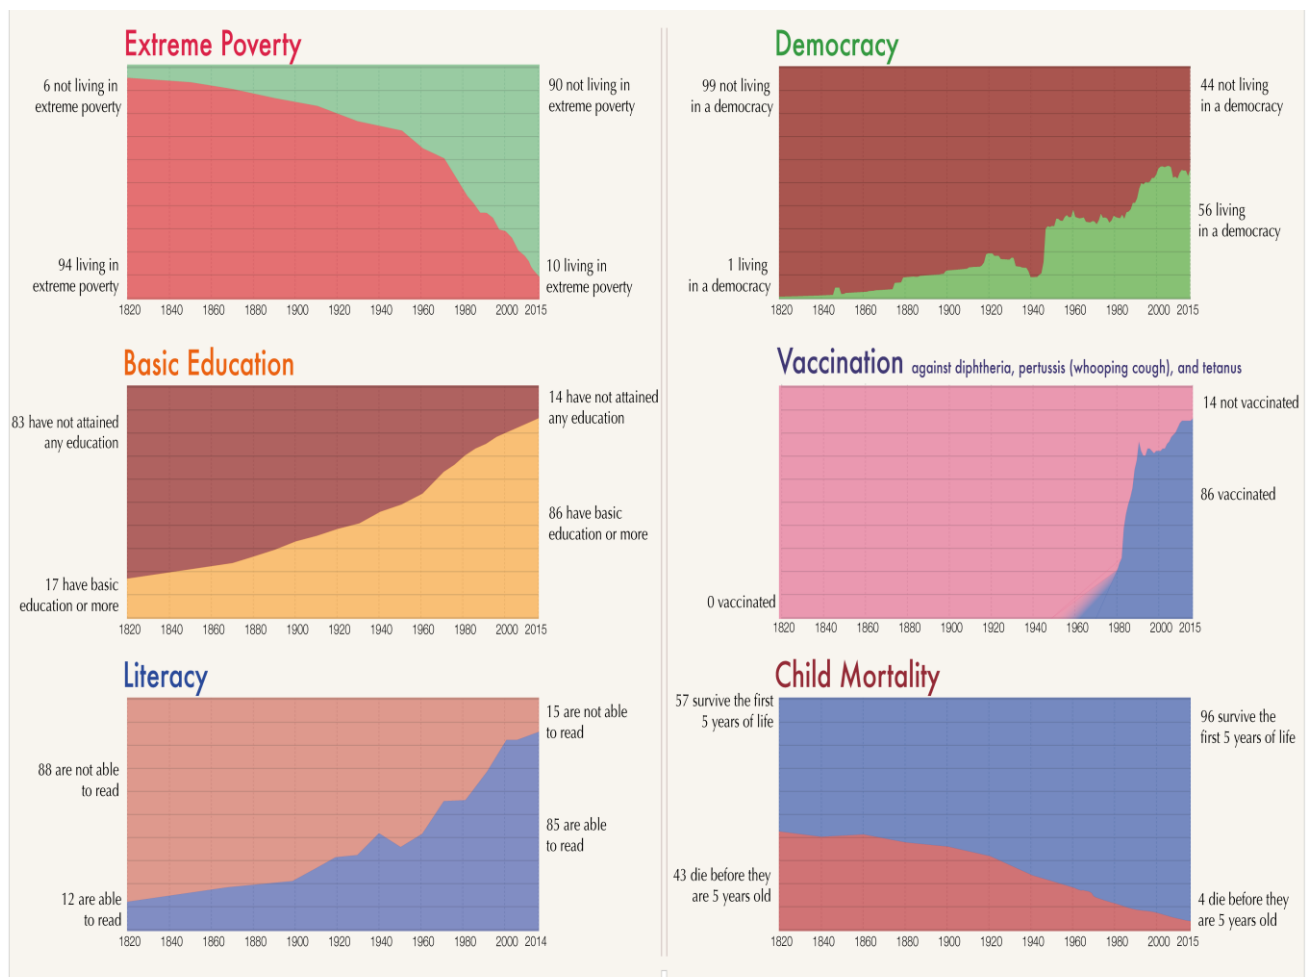 Extreme Poverty
6 not living in
extreme poverty
94 living in
extreme poverty
90 not living in
extreme poverty
10 living in
extreme poverty
1820 1840 1860 1880 1900 1920 1940 1960 1980 2000 2015
Democracy
99 not living
in a democracy
1 living
in a democracy
44 not living
in a democracy
56 living
in a democracy
1820 1840 1860 1880 1900 1920 1940 1960 1980 2000 2015
Basic Education
83 have not attained
any education
17 have basic
education or more
14 have not attained
any education
86 have basic
education or more
1820 1840 1860 1880 1900 1920 1940 1960 1980 2000 2015
Vaccination against diphtheria, pertussis (whooping cough), and tetanus
0 vaccinated
14 not vaccinated
86 vaccinated
1820 1840 1860 1880 1900 1920 1940 1960 1980 2000 2015
Literacy
88 are not able
to read
12 are able
to read
15 are not able
to read
85 are able
to read
1820 1840 1860 1880 1900 1920 1940 1960 1980 2000 2014
Child Mortality
57 survive the first
5 years of life
43 die before they
are 5 years old
96 survive the
first 5 years of life
4 die before they
are 5 years old
1820 1840 1860 1880 1900 1920 1940 1960 1980 2000 2015